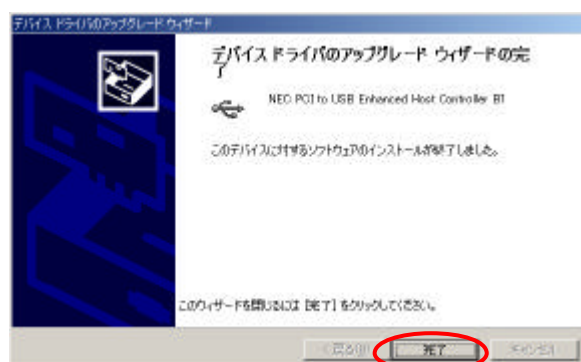 デバイス ドライバのアップグレード ウィザード
デバイス ドライバのアップグレード ウィザードの完
了
NEC PCI to USB Enhanced Host Controller B1
このデバイスに対するソフトウェアのインストールが終了しました。
このウィザードを閉じるには [完了] をクリックしてください。
< 戻る(B)
完了
キャンセル